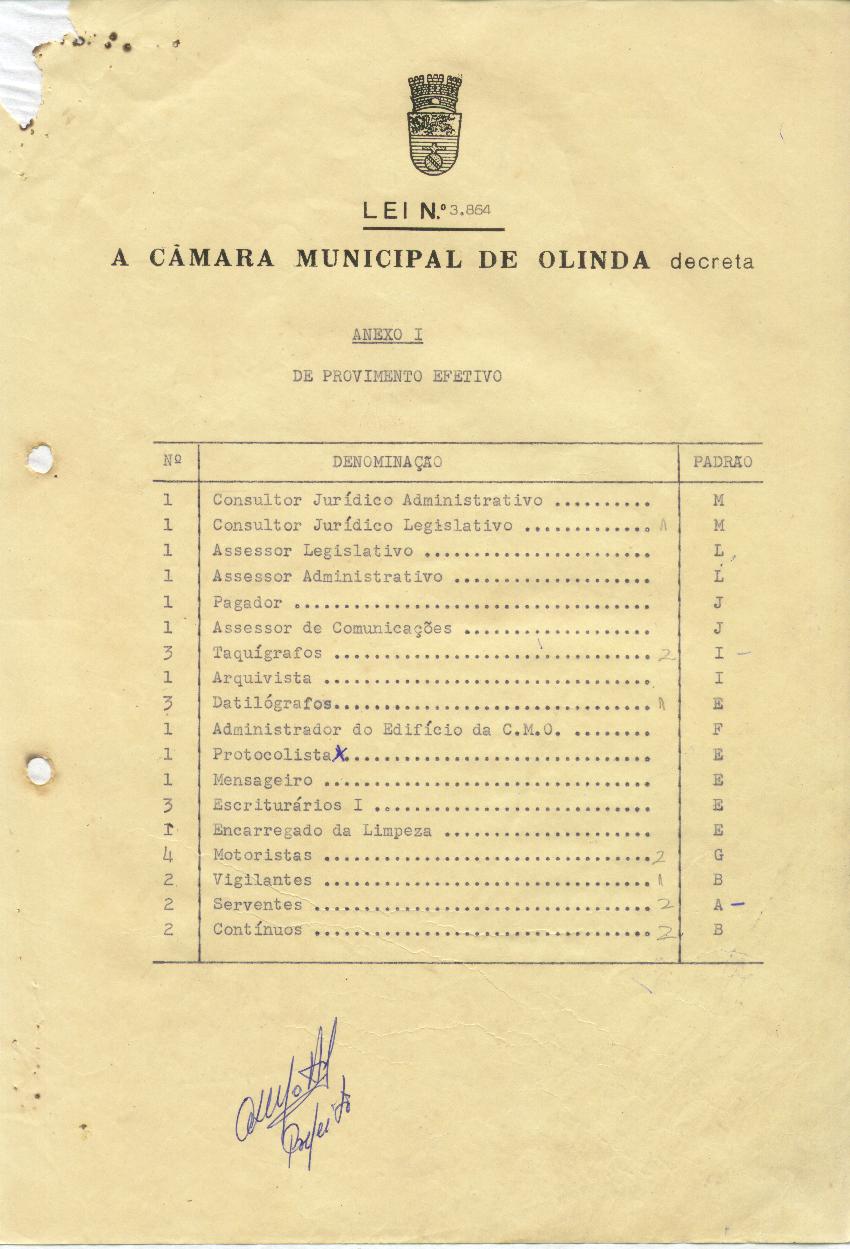 LEI N.º 3.864
A CÂMARA MUNICIPAL DE OLINDA decreta
ANEXO I
DE PROVIMENTO EFETIVO
Nº DENOMINAÇÃO PADRÃO
1 Consultor Jurídico Administrativo .......... M
1 Consultor Jurídico Legislativo ............. 1 M
1 Assessor Legislativo ....................... L
1 Assessor Administrativo .................... L
1 Pagador .................................... J
1 Assessor de Comunicações ................... J
3 Taquígrafos ................................ 2 I –
1 Arquivista ................................. I
3 Datilógrafos................................ 1 E
1 Administrador do Edifício da C.M.O. ........ F
1 Protocolista ............................... E
1 Mensageiro ................................. E
3 Escriturários I ............................ E
1 Encarregado da Limpeza ..................... E
4 Motoristas ................................. 2 G
2 Vigilantes ................................. 1 B
2 Serventes .................................. 2 A –
2 Contínuos .................................. 2 B
Prefeito